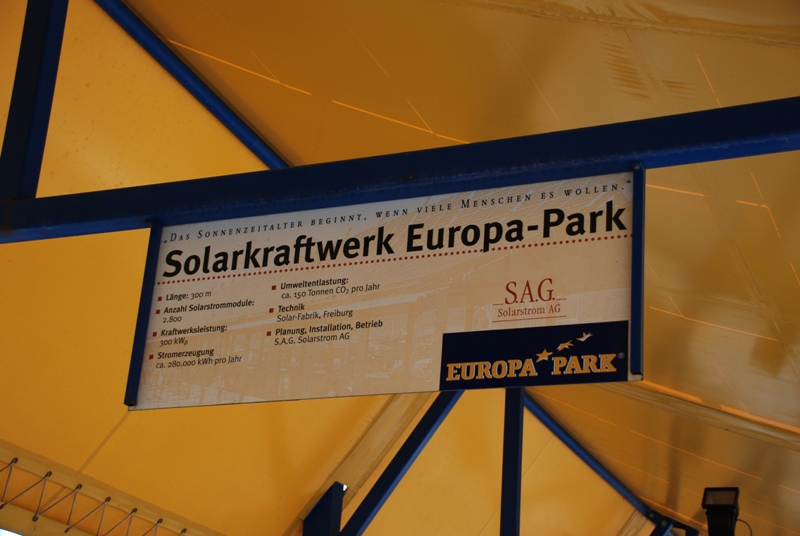 „Das Sonnenzeitalter beginnt, wenn viele Menschen es wollen.“
Solarkraftwerk Europa-Park
Länge: 300 m
Anzahl Solarstrommodule:
2.800
Kraftwerksleistung:
300 kWp
Stromerzeugung
ca. 280.000 kWh pro Jahr
Umweltentlastung:
ca. 150 Tonnen CO₂ pro Jahr
Technik
Solar-Fabrik, Freiburg
Planung, Installation, Betrieb
S.A.G. Solarstrom AG
S.A.G.
Solarstrom AG
EUROPA PARK®